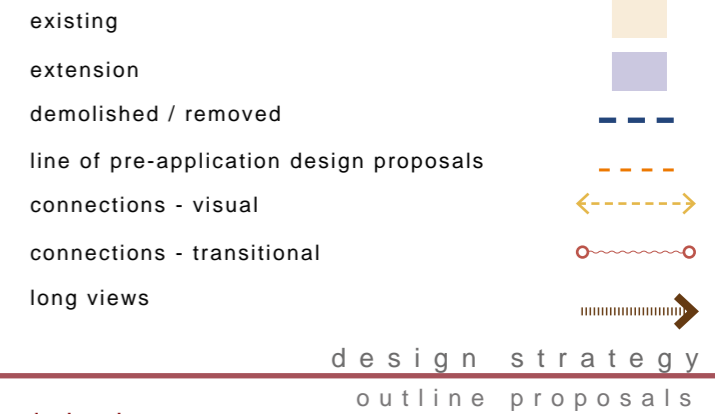 existing
extension
demolished / removed
line of pre-application design proposals
connections - visual
connections - transitional
long views
design strategy
outline proposals